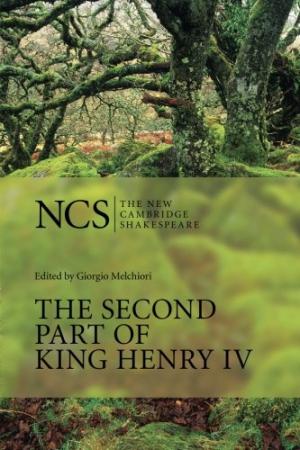 NCS
THE NEW
CAMBRIDGE
SHAKESPEARE
Edited by Giorgio Melchiori
THE SECOND
PART OF
KING HENRY IV